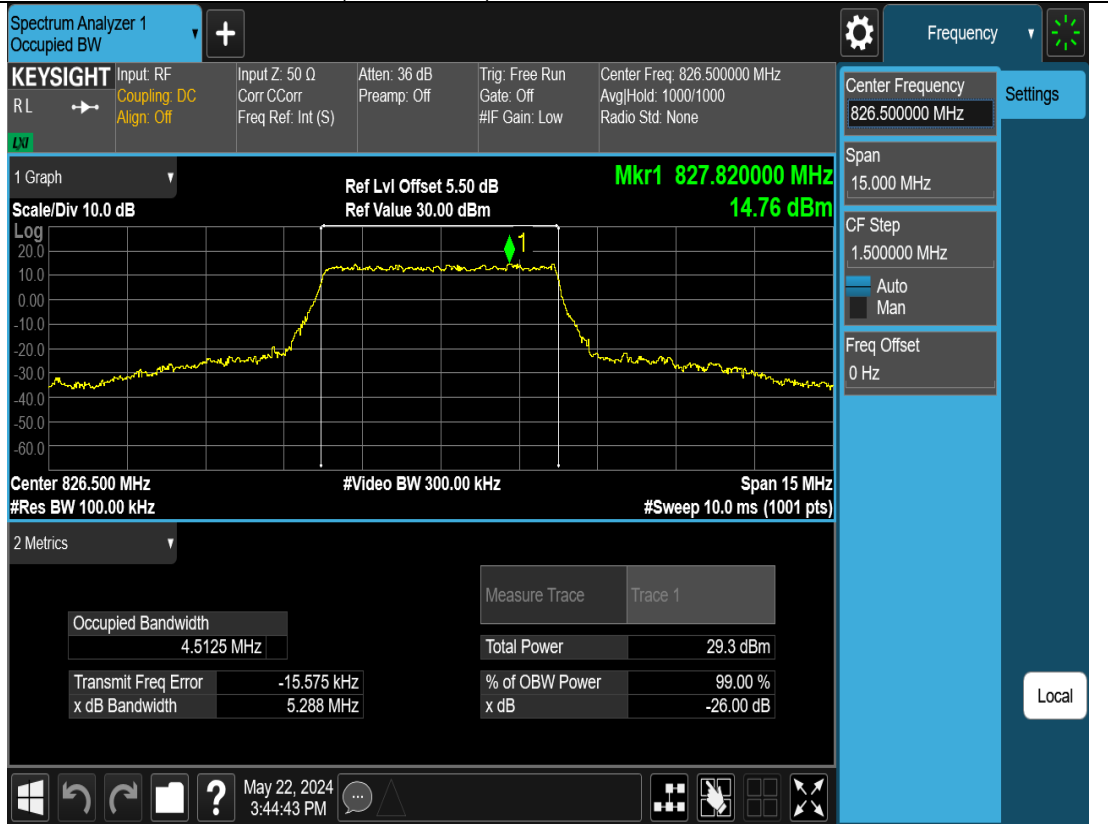 Spectrum Analyzer 1
Occupied BW
+
Frequency
KEYSIGHT
R L
LXI
Input: RF
Coupling: DC
Align: Off
Input Z: 50 Ω
Corr CCorr
Freq Ref: Int (S)
Atten: 36 dB
Preamp: Off
Trig: Free Run
Gate: Off
#IF Gain: Low
Center Freq: 826.500000 MHz
Avg|Hold: 1000/1000
Radio Std: None
Center Frequency
826.500000 MHz
Settings
Span
15.000 MHz
CF Step
1.500000 MHz
Auto
Man
Freq Offset
0 Hz
Local
1 Graph
Scale/Div 10.0 dB
Ref Lvl Offset 5.50 dB
Ref Value 30.00 dBm
Mkr1 827.820000 MHz
14.76 dBm
Log
1
20.0
10.0
0.00
-10.0
-20.0
-30.0
-40.0
-50.0
-60.0
Center 826.500 MHz
#Video BW 300.00 kHz
Span 15 MHz
#Res BW 100.00 kHz
#Sweep 10.0 ms (1001 pts)
2 Metrics
Measure Trace Trace 1
Occupied Bandwidth
4.5125 MHz
Total Power 29.3 dBm
Transmit Freq Error -15.575 kHz
% of OBW Power 99.00 %
x dB Bandwidth 5.288 MHz
x dB -26.00 dB
?
May 22, 2024
3:44:43 PM